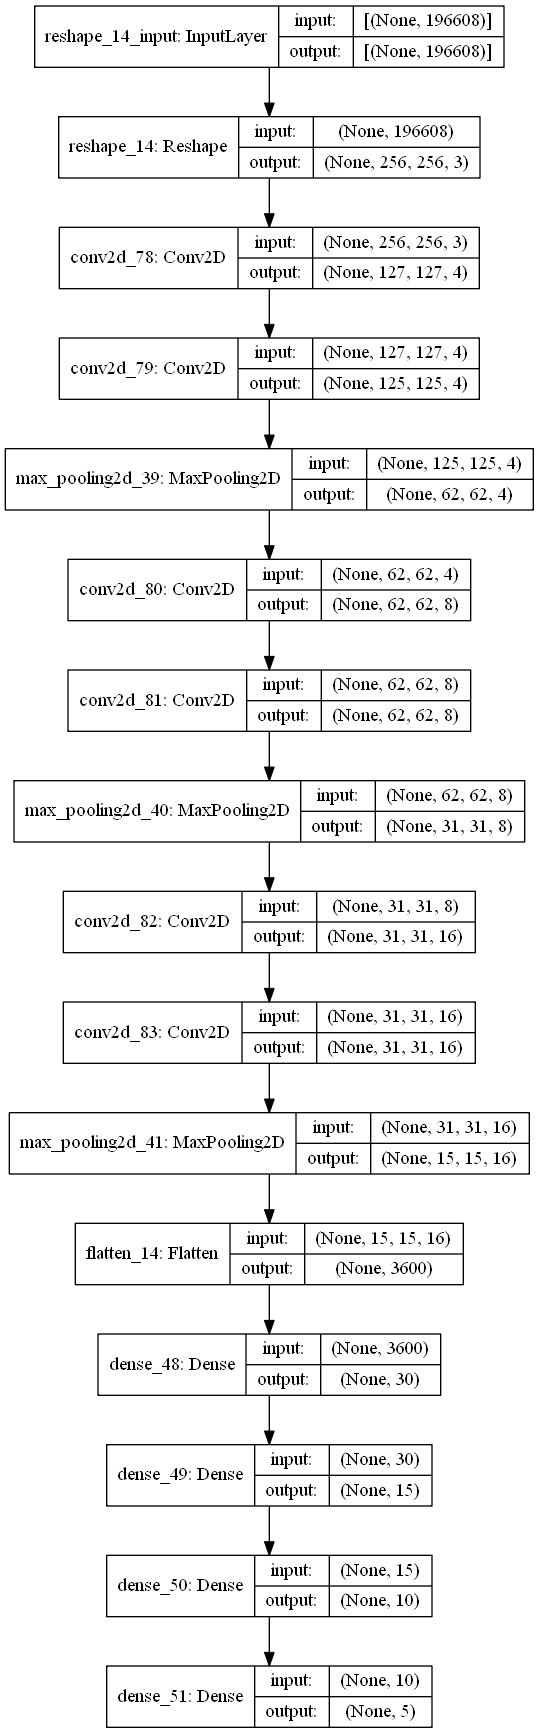 reshape_14_input: InputLayer
input: [(None, 196608)]
output: [(None, 196608)]
reshape_14: Reshape
input: (None, 196608)
output: (None, 256, 256, 3)
conv2d_78: Conv2D
input: (None, 256, 256, 3)
output: (None, 127, 127, 4)
conv2d_79: Conv2D
input: (None, 127, 127, 4)
output: (None, 125, 125, 4)
max_pooling2d_39: MaxPooling2D
input: (None, 125, 125, 4)
output: (None, 62, 62, 4)
conv2d_80: Conv2D
input: (None, 62, 62, 4)
output: (None, 62, 62, 8)
conv2d_81: Conv2D
input: (None, 62, 62, 8)
output: (None, 62, 62, 8)
max_pooling2d_40: MaxPooling2D
input: (None, 62, 62, 8)
output: (None, 31, 31, 8)
conv2d_82: Conv2D
input: (None, 31, 31, 8)
output: (None, 31, 31, 16)
conv2d_83: Conv2D
input: (None, 31, 31, 16)
output: (None, 31, 31, 16)
max_pooling2d_41: MaxPooling2D
input: (None, 31, 31, 16)
output: (None, 15, 15, 16)
flatten_14: Flatten
input: (None, 15, 15, 16)
output: (None, 3600)
dense_48: Dense
input: (None, 3600)
output: (None, 30)
dense_49: Dense
input: (None, 30)
output: (None, 15)
dense_50: Dense
input: (None, 15)
output: (None, 10)
dense_51: Dense
input: (None, 10)
output: (None, 5)